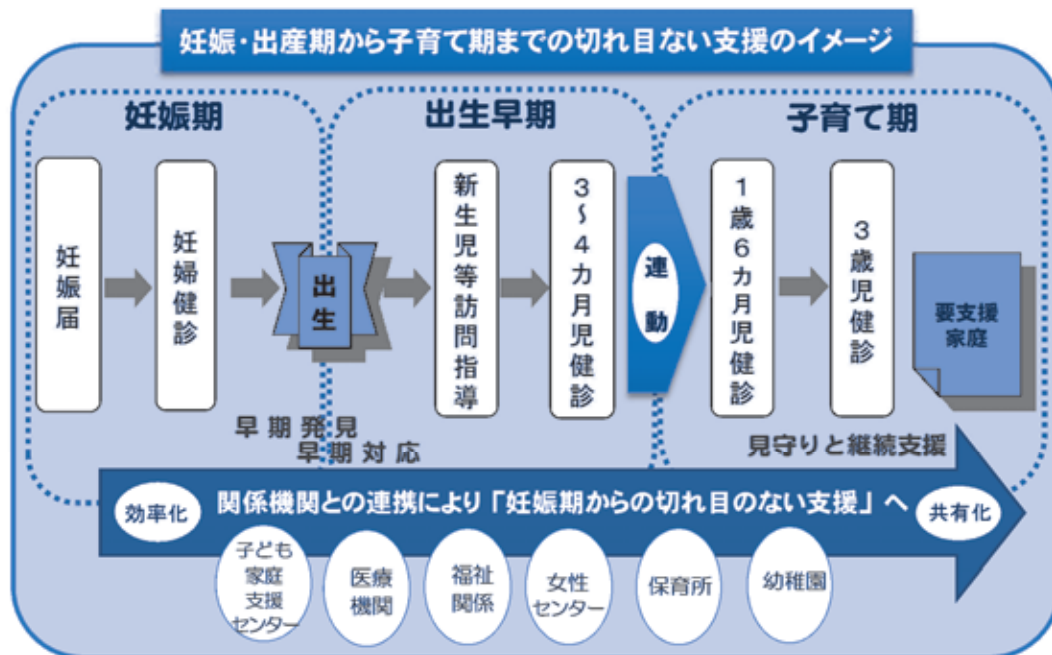 妊娠・出産期から子育て期までの切れ目ない支援のイメージ
妊娠期
出生早期
子育て期
妊娠届
妊婦健診
出生
新生児等訪問指導
3〜4カ月児健診
連動
1歳6カ月児健診
3歳児健診
要支援
家庭
早期発見
早期対応
見守りと継続支援
効率化
関係機関との連携により「妊娠期からの切れ目のない支援」へ
共有化
子ども
家庭
支援
センター
医療
機関
福祉
関係
女性
センター
保育所
幼稚園